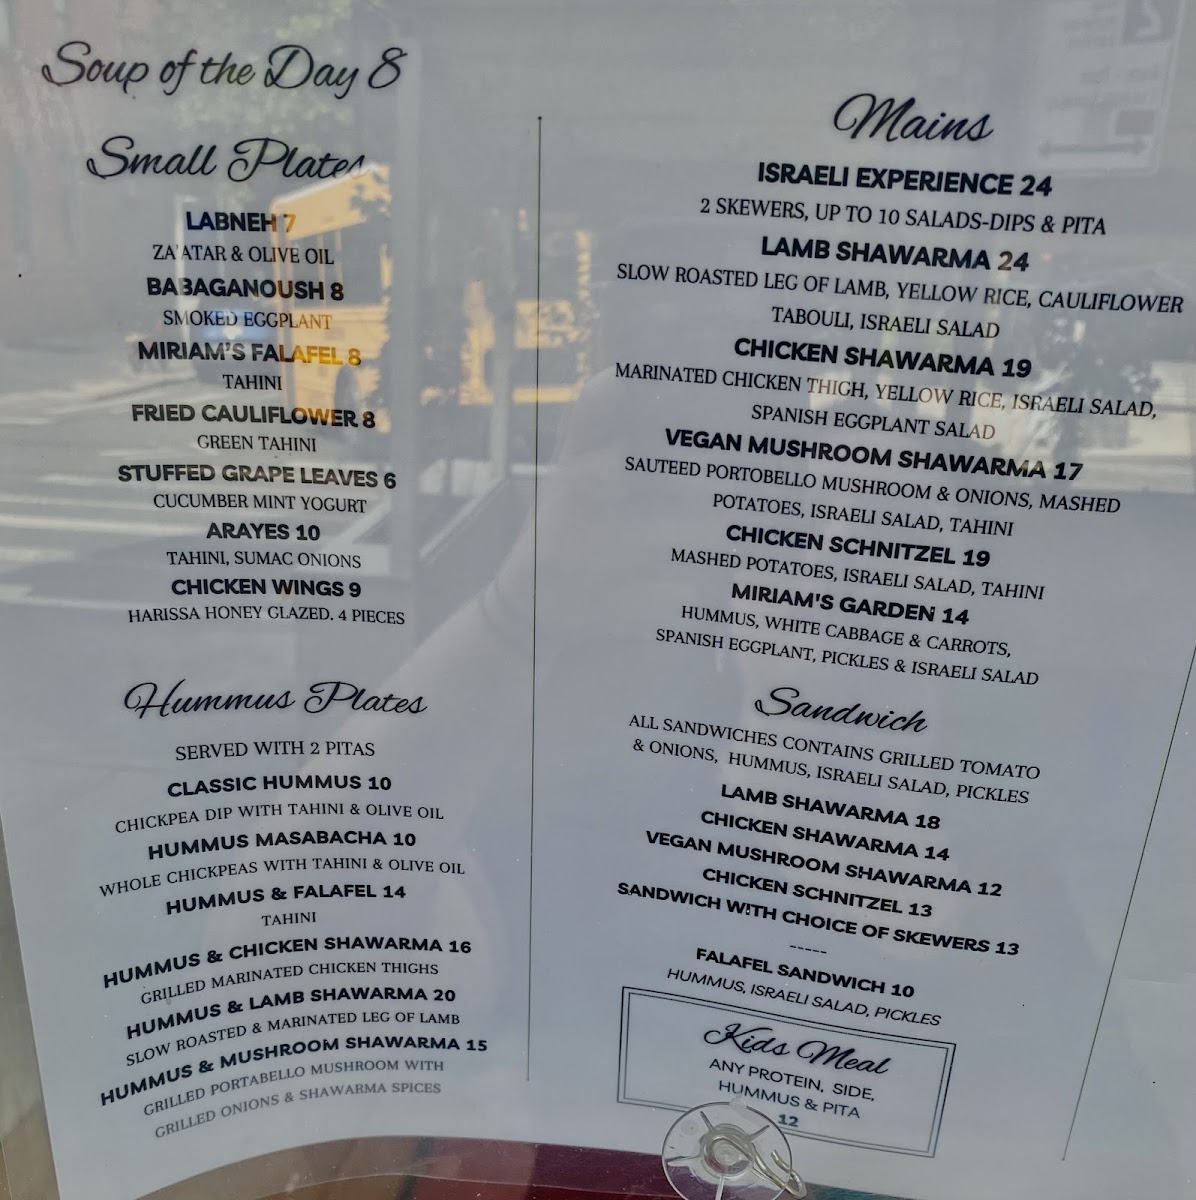 Soup of the Day 8
Small Plates
LABNEH 7
ZA'ATAR & OLIVE OIL
BABAGANOUSH 8
SMOKED EGGPLANT
MIRIAM'S FALAFEL 8
TAHINI
FRIED CAULIFLOWER 8
GREEN TAHINI
STUFFED GRAPE LEAVES 6
CUCUMBER MINT YOGURT
ARAYES 10
TAHINI, SUMAC ONIONS
CHICKEN WINGS 9
HARISSA HONEY GLAZED. 4 PIECES
Hummus Plates
SERVED WITH 2 PITAS
CLASSIC HUMMUS 10
CHICKPEA DIP WITH TAHINI & OLIVE OIL
HUMMUS MASABACHA 10
WHOLE CHICKPEAS WITH TAHINI & OLIVE OIL
HUMMUS & FALAFEL 14
TAHINI
HUMMUS & CHICKEN SHAWARMA 16
GRILLED MARINATED CHICKEN THIGHS
HUMMUS & LAMB SHAWARMA 20
SLOW ROASTED & MARINATED LEG OF LAMB
HUMMUS & MUSHROOM SHAWARMA 15
GRILLED PORTABELLO MUSHROOM WITH
GRILLED ONIONS & SHAWARMA SPICES
Mains
ISRAELI EXPERIENCE 24
2 SKEWERS, UP TO 10 SALADS-DIPS & PITA
LAMB SHAWARMA 24
SLOW ROASTED LEG OF LAMB, YELLOW RICE, CAULIFLOWER
TABOULI, ISRAELI SALAD
CHICKEN SHAWARMA 19
MARINATED CHICKEN THIGH, YELLOW RICE, ISRAELI SALAD,
SPANISH EGGPLANT SALAD
VEGAN MUSHROOM SHAWARMA 17
SAUTEED PORTOBELLO MUSHROOM & ONIONS, MASHED
POTATOES, ISRAELI SALAD, TAHINI
CHICKEN SCHNITZEL 19
MASHED POTATOES, ISRAELI SALAD, TAHINI
MIRIAM'S GARDEN 14
HUMMUS, WHITE CABBAGE & CARROTS,
SPANISH EGGPLANT, PICKLES & ISRAELI SALAD
Sandwich
ALL SANDWICHES CONTAINS GRILLED TOMATO
& ONIONS, HUMMUS, ISRAELI SALAD, PICKLES
LAMB SHAWARMA 18
CHICKEN SHAWARMA 14
VEGAN MUSHROOM SHAWARMA 12
CHICKEN SCHNITZEL 13
SANDWICH WITH CHOICE OF SKEWERS 13
-----
FALAFEL SANDWICH 10
HUMMUS, ISRAELI SALAD, PICKLES
Kids Meal
ANY PROTEIN, SIDE,
HUMMUS & PITA
12